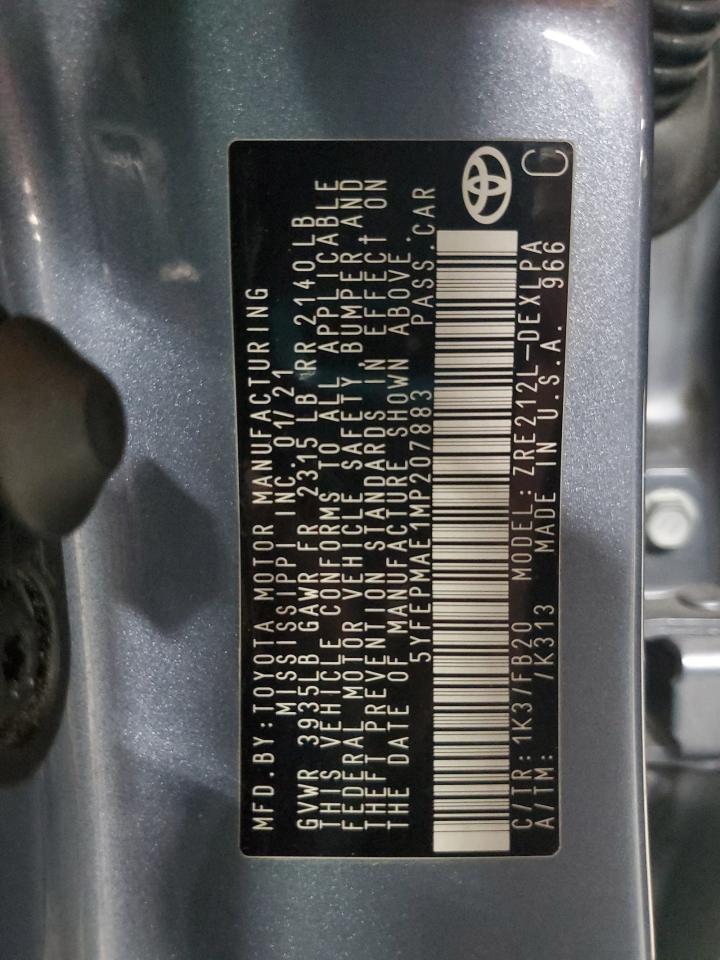 MFD.BY:TOYOTA MOTOR MANUFACTURING
MISSISSIPPI INC. 01/21
GVWR 3935LB GAWR FR 2315 LB RR 2140LB
THIS VEHICLE CONFORMS TO ALL APPLICABLE
FEDERAL MOTOR VEHICLE SAFETY BUMPER AND
THEFT PREVENTION STANDARDS IN EFFECT ON
THE DATE OF MANUFACTURE SHOWN ABOVE.
5YFEPMAE1MP207883 PASS.CAR
C/TR: 1K3/FB20 MODEL: ZRE212L-DEXLPA
A/TM: /K313 MADE IN U.S.A. 966
C